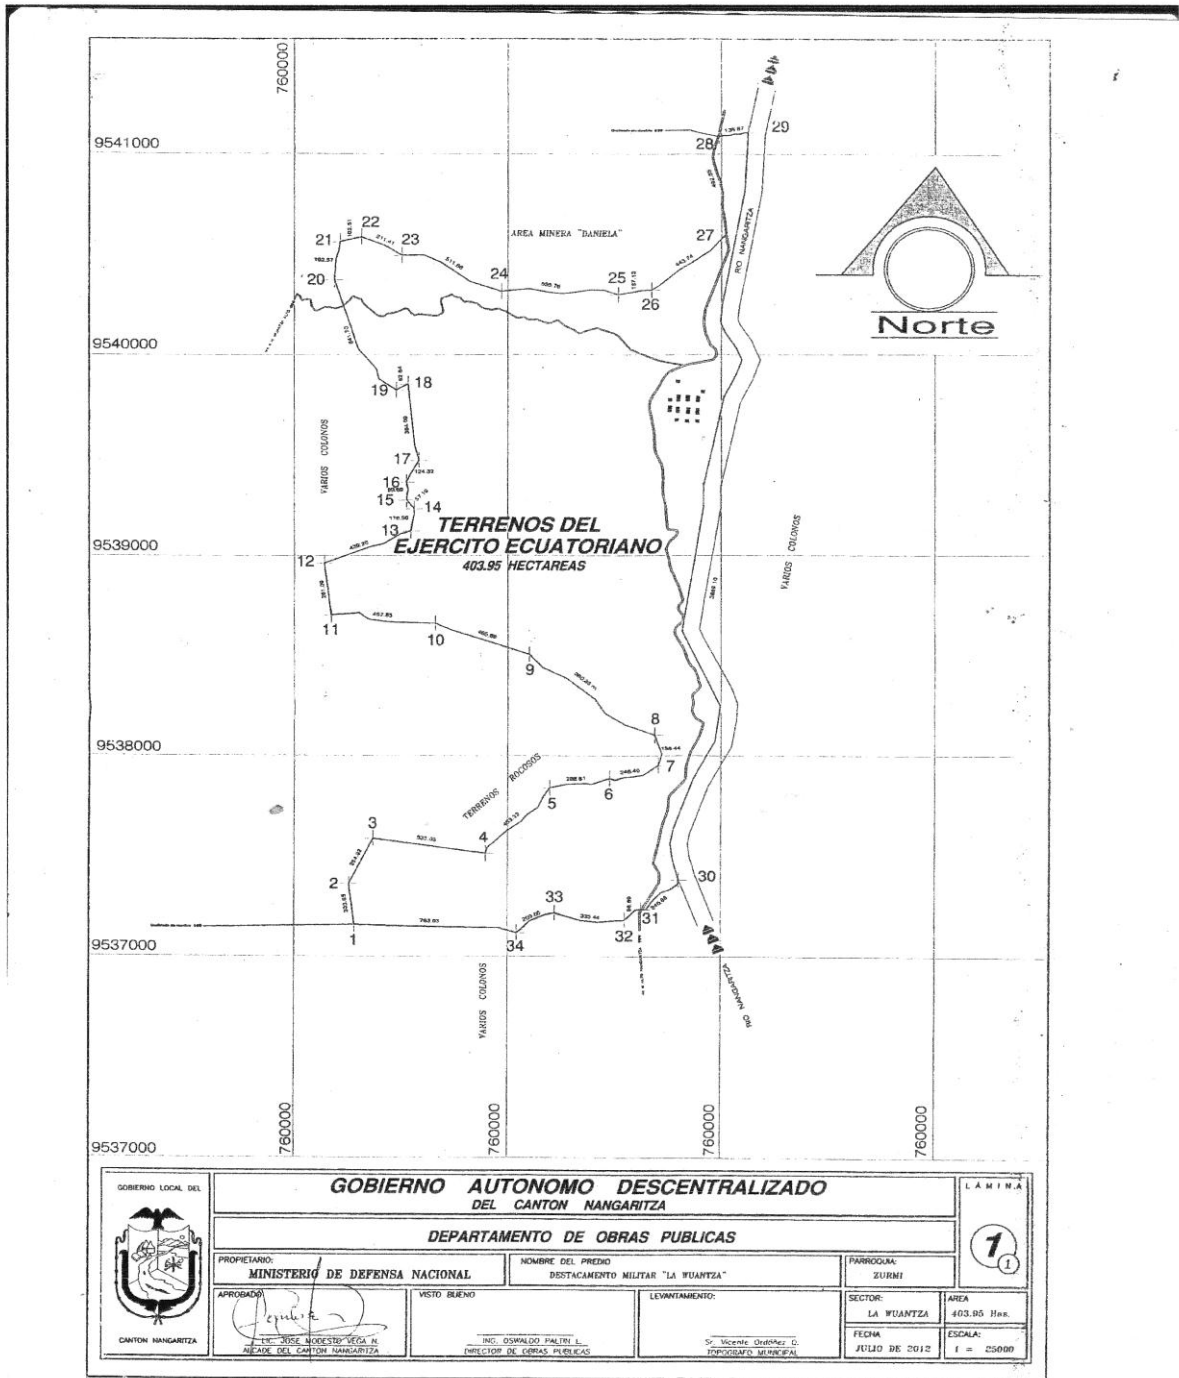 760000
9541000
28
29
27
22
21
23
AREA MINERA "DANIELA"
RIO NANGARITZA
20
24
25
26
Norte
9540000
19
18
VARIOS COLONOS
17
16
15
14
13
TERRENOS DEL
EJERCITO ECUATORIANO
403.95 HECTAREAS
VARIOS COLONOS
9539000
12
11
10
9
8
7
9538000
TERRENOS ROCOSOS
6
5
3
4
2
30
33
31
32
34
1
9537000
VARIOS COLONOS
RIO NANGARITZA
760000
760000
760000
760000
9537000
GOBIERNO LOCAL DEL
CANTON NANGARITZA
GOBIERNO AUTONOMO DESCENTRALIZADO
DEL CANTON NANGARITZA
DEPARTAMENTO DE OBRAS PUBLICAS
LAMINA
1
1
PROPIETARIO:
MINISTERIO DE DEFENSA NACIONAL
NOMBRE DEL PREDIO
DESTACAMENTO MILITAR "LA WUANTZA"
PARROQUIA:
ZURMI
APROBADO
LIC. JOSE MODESTO VEGA N.
ALCADE DEL CANTON NANGARITZA
VISTO BUENO
ING. OSWALDO PALTIN L.
DIRECTOR DE OBRAS PUBLICAS
LEVANTAMIENTO:
Sr. Vicente Ordóñez O.
TOPOGRAFO MUNICIPAL
SECTOR:
LA WUANTZA
AREA
403.95 Has.
FECHA
JULIO DE 2012
ESCALA:
1 = 25000